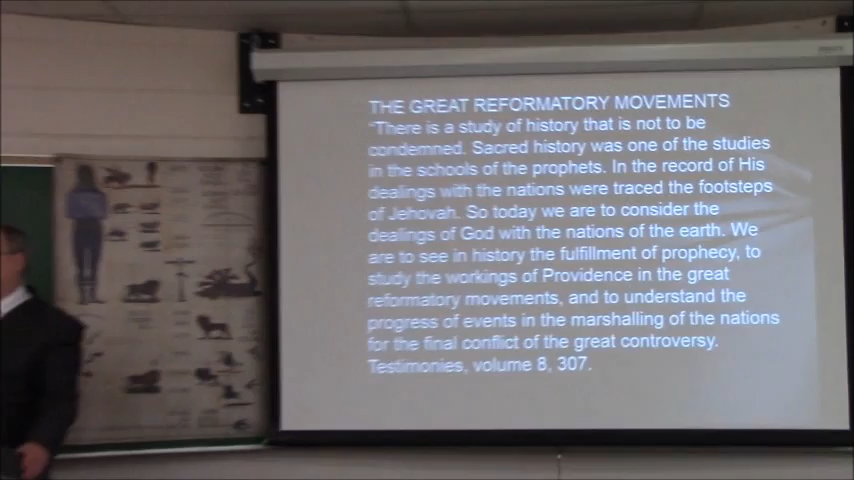 THE GREAT REFORMATORY MOVEMENTS
"There is a study of history that is not to be
condemned. Sacred history was one of the studies
in the schools of the prophets. In the record of His
dealings with the nations were traced the footsteps
of Jehovah. So today we are to consider the
dealings of God with the nations of the earth. We
are to see in history the fulfillment of prophecy, to
study the workings of Providence in the great
reformatory movements, and to understand the
progress of events in the marshalling of the nations
for the final conflict of the great controversy.
Testimonies, volume 8, 307.